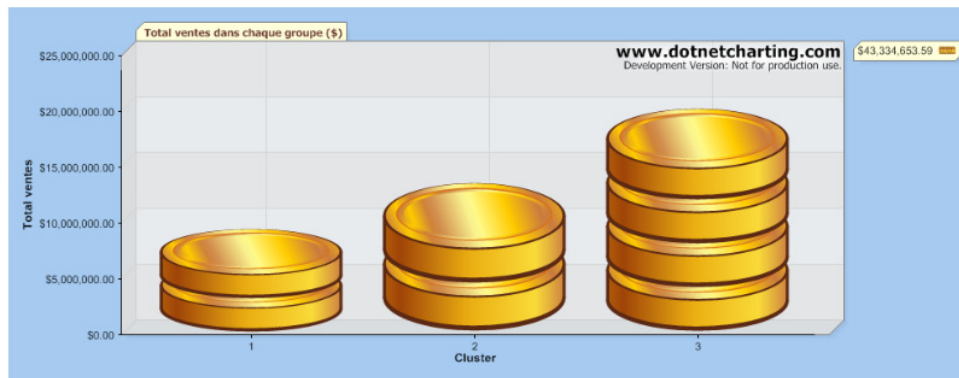 Total ventes dans chaque groupe ($)
www.dotnetcharting.com
Development Version: Not for production use.
$43,334,653.59
$25,000,000.00
$20,000,000.00
$15,000,000.00
$10,000,000.00
$5,000,000.00
$0.00
Total ventes
1
2
3
Cluster